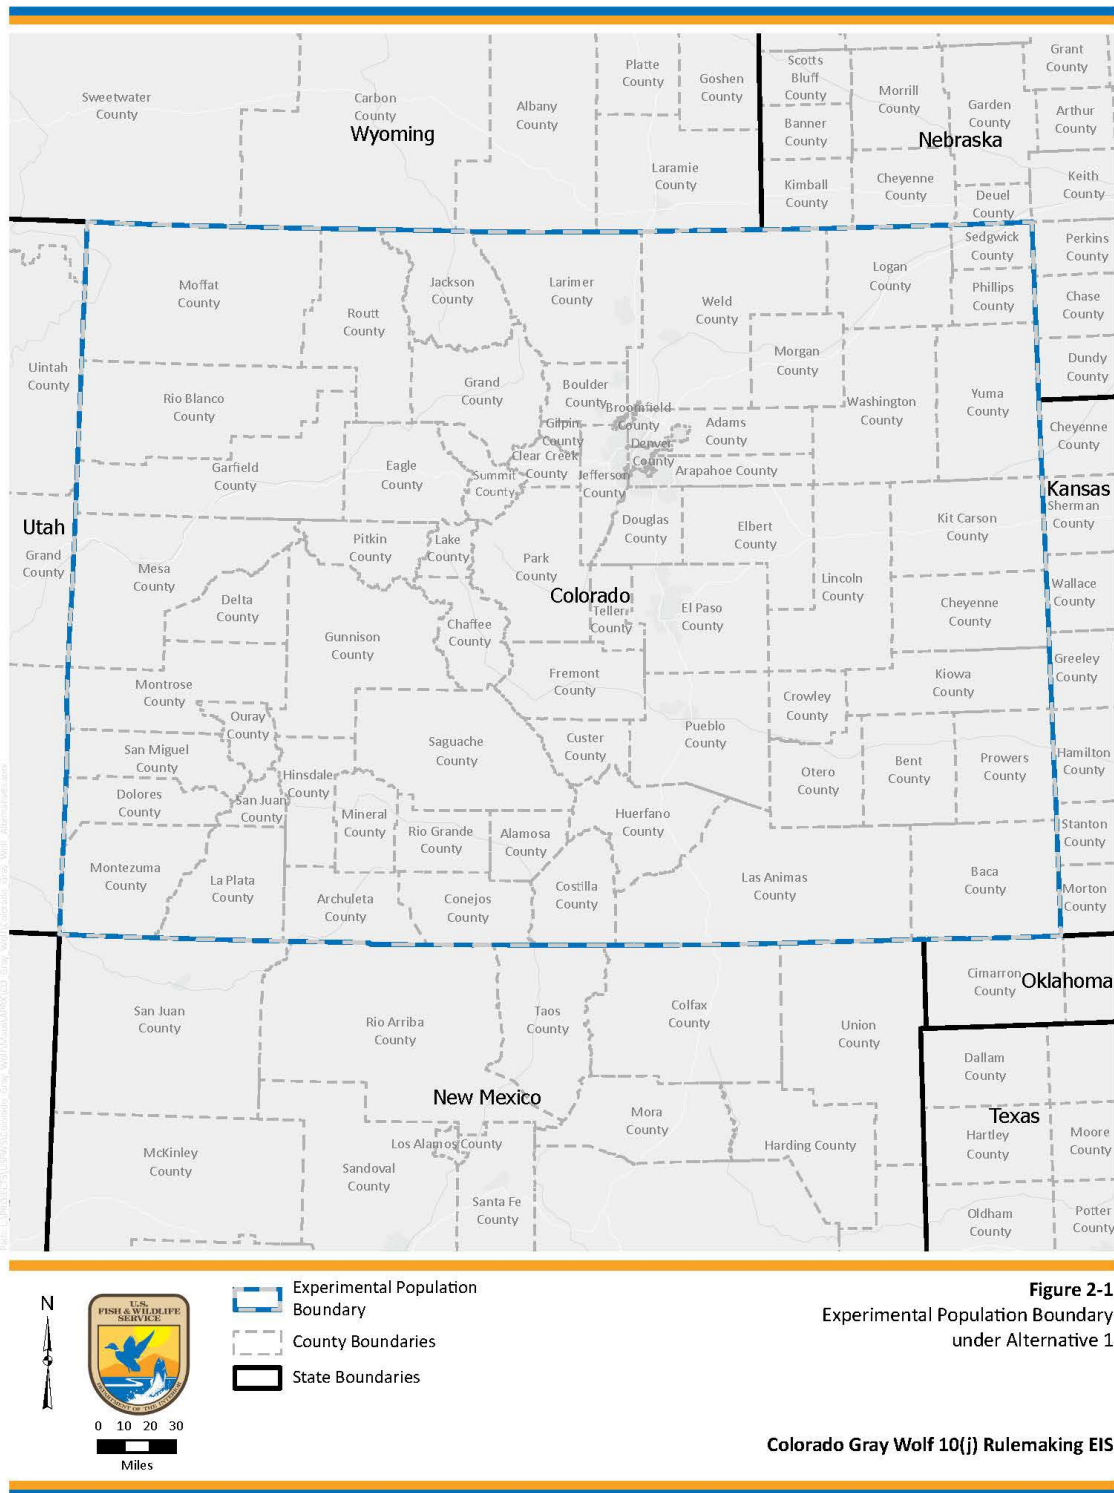 Sweetwater
County
Carbon
County
Wyoming
Albany
County
Platte
County
Goshen
County
Laramie
County
Scotts
Bluff
County
Banner
County
Kimball
County
Morrill
County
Cheyenne
County
Garden
County
Nebraska
Deuel
County
Grant
County
Arthur
County
Keith
County
Perkins
County
Chase
County
Dundy
County
Uintah
County
Utah
Grand
County
Moffat
County
Routt
County
Jackson
County
Larimer
County
Weld
County
Logan
County
Sedgwick
County
Phillips
County
Rio Blanco
County
Grand
County
Boulder
County
Broomfield
County
Morgan
County
Washington
County
Yuma
County
Garfield
County
Eagle
County
Summit
County
Gilpin
County
Clear Creek
County
Jefferson
County
Denver
County
Adams
County
Arapahoe County
Cheyenne
County
Kansas
Sherman
County
Mesa
County
Pitkin
County
Lake
County
Park
County
Douglas
County
Elbert
County
Kit Carson
County
Delta
County
Gunnison
County
Chaffee
County
Colorado
Teller
County
El Paso
County
Lincoln
County
Cheyenne
County
Wallace
County
Montrose
County
Ouray
County
Fremont
County
Crowley
County
Kiowa
County
Greeley
County
San Miguel
County
Saguache
County
Custer
County
Pueblo
County
Otero
County
Bent
County
Prowers
County
Hamilton
County
Dolores
County
San Juan
County
Hinsdale
County
Mineral
County
Rio Grande
County
Alamosa
County
Huerfano
County
Stanton
County
Montezuma
County
La Plata
County
Archuleta
County
Conejos
County
Costilla
County
Las Animas
County
Baca
County
Morton
County
San Juan
County
Rio Arriba
County
Taos
County
Colfax
County
Union
County
Cimarron
County
Oklahoma
Dallam
County
Texas
New Mexico
McKinley
County
Los Alamos County
Sandoval
County
Santa Fe
County
Mora
County
Harding County
Hartley
County
Moore
County
Oldham
County
Potter
County
N
U.S.
FISH & WILDLIFE
SERVICE
DEPARTMENT OF THE INTERIOR
0 10 20 30
Miles
Experimental Population
Boundary
County Boundaries
State Boundaries
Figure 2-1
Experimental Population Boundary
under Alternative 1
Colorado Gray Wolf 10(j) Rulemaking EIS